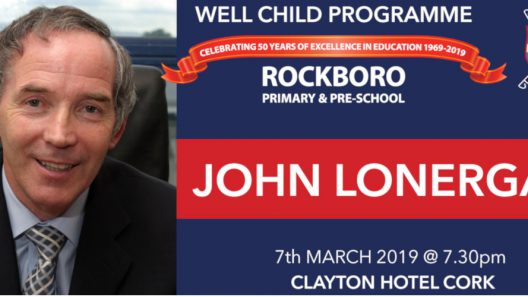 WELL CHILD PROGRAMME
CELEBRATING 50 YEARS OF EXCELLENCE IN EDUCATION 1969-2019
ROCKBORO
PRIMARY & PRE-SCHOOL
JOHN LONERGA
7th MARCH 2019 @ 7.30pm
CLAYTON HOTEL CORK